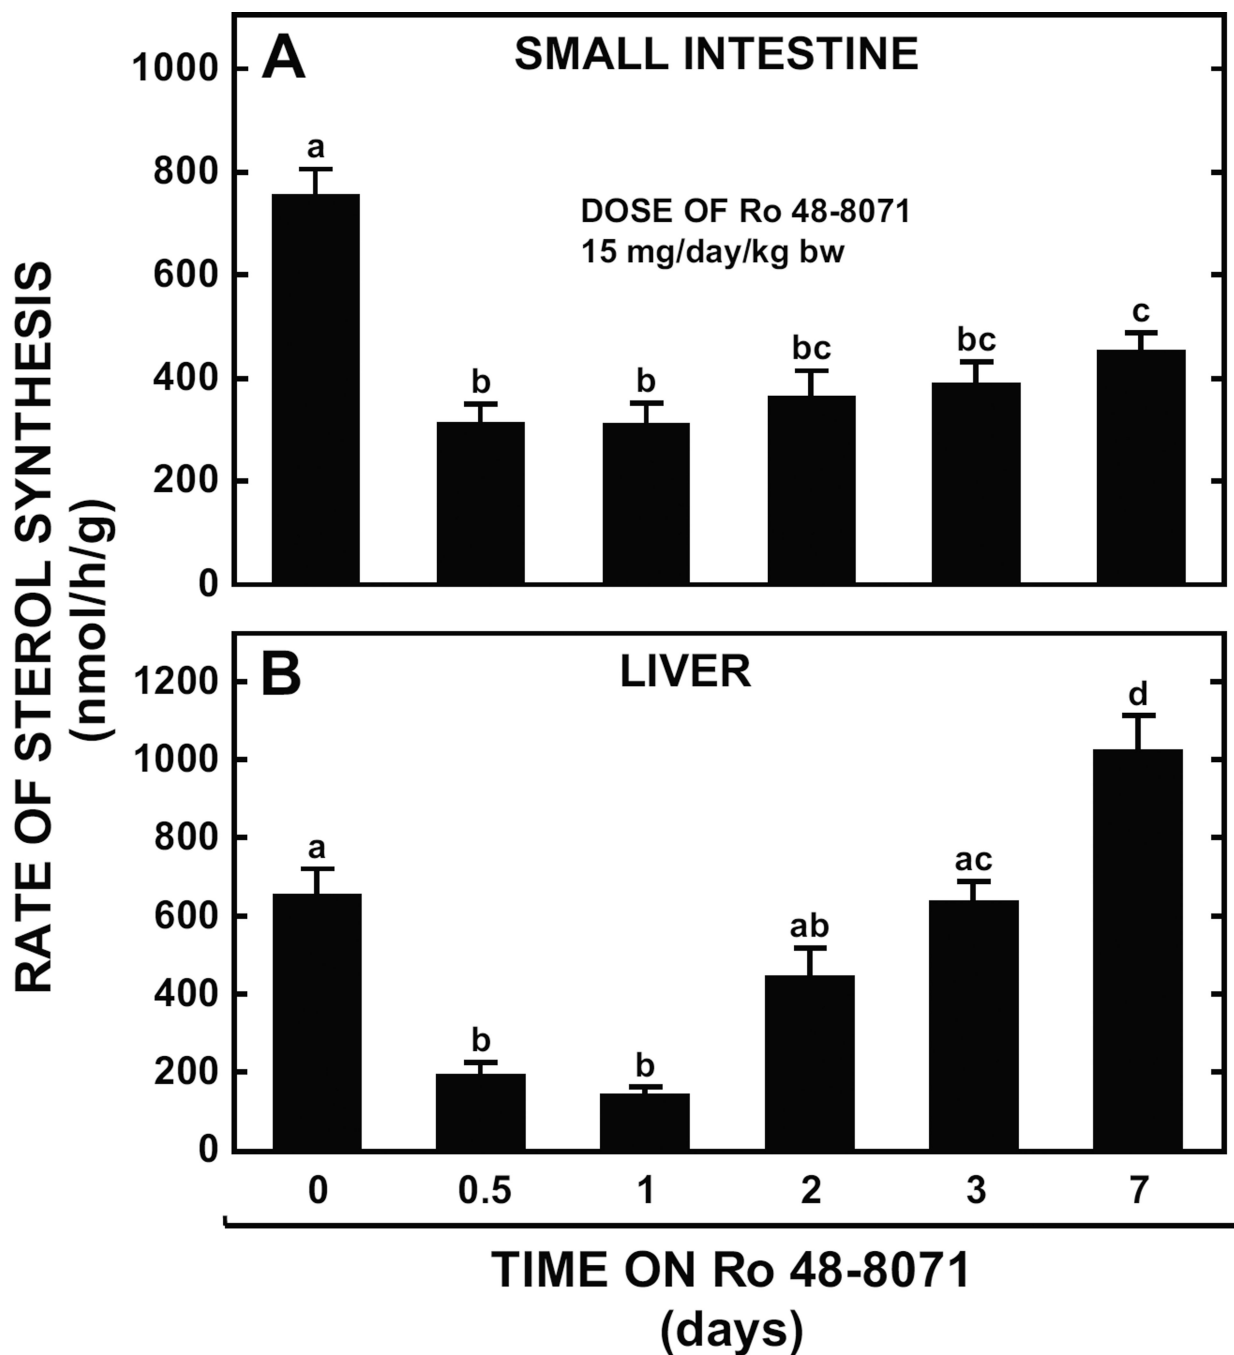 RATE OF STEROL SYNTHESIS
(nmol/h/g)
A
SMALL INTESTINE
DOSE OF Ro 48-8071
15 mg/day/kg bw
1000
800
600
400
200
0
a
b
b
bc
bc
c
B
LIVER
1200
1000
800
600
400
200
0
a
b
b
ab
ac
d
0 0.5 1 2 3 7
TIME ON Ro 48-8071
(days)